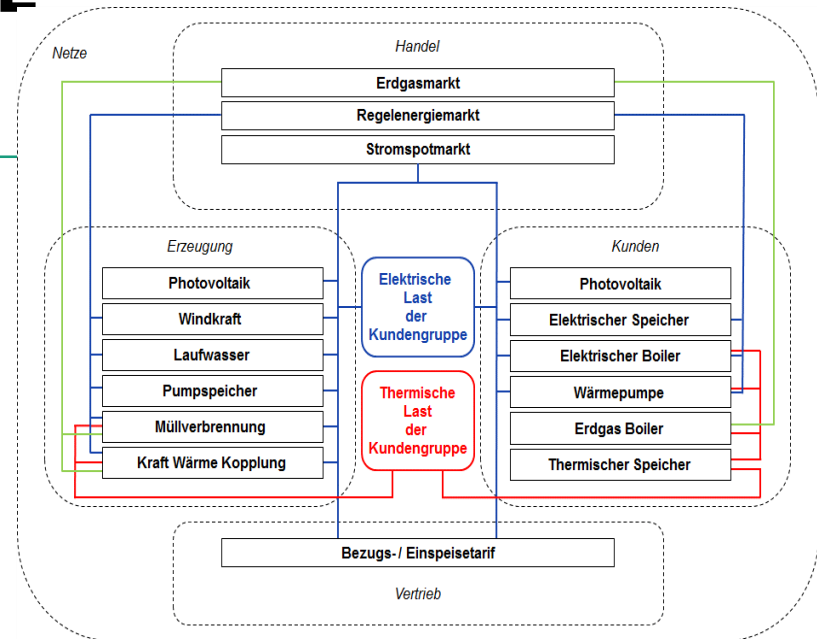 Netze
Handel
Erdgasmarkt
Regelenergiemarkt
Stromspotmarkt
Erzeugung
Photovoltaik
Windkraft
Laufwasser
Pumpspeicher
Müllverbrennung
Kraft Wärme Kopplung
Elektrische
Last
der
Kundengruppe
Thermische
Last
der
Kundengruppe
Kunden
Photovoltaik
Elektrischer Speicher
Elektrischer Boiler
Wärmepumpe
Erdgas Boiler
Thermischer Speicher
Bezugs- / Einspeisetarif
Vertrieb